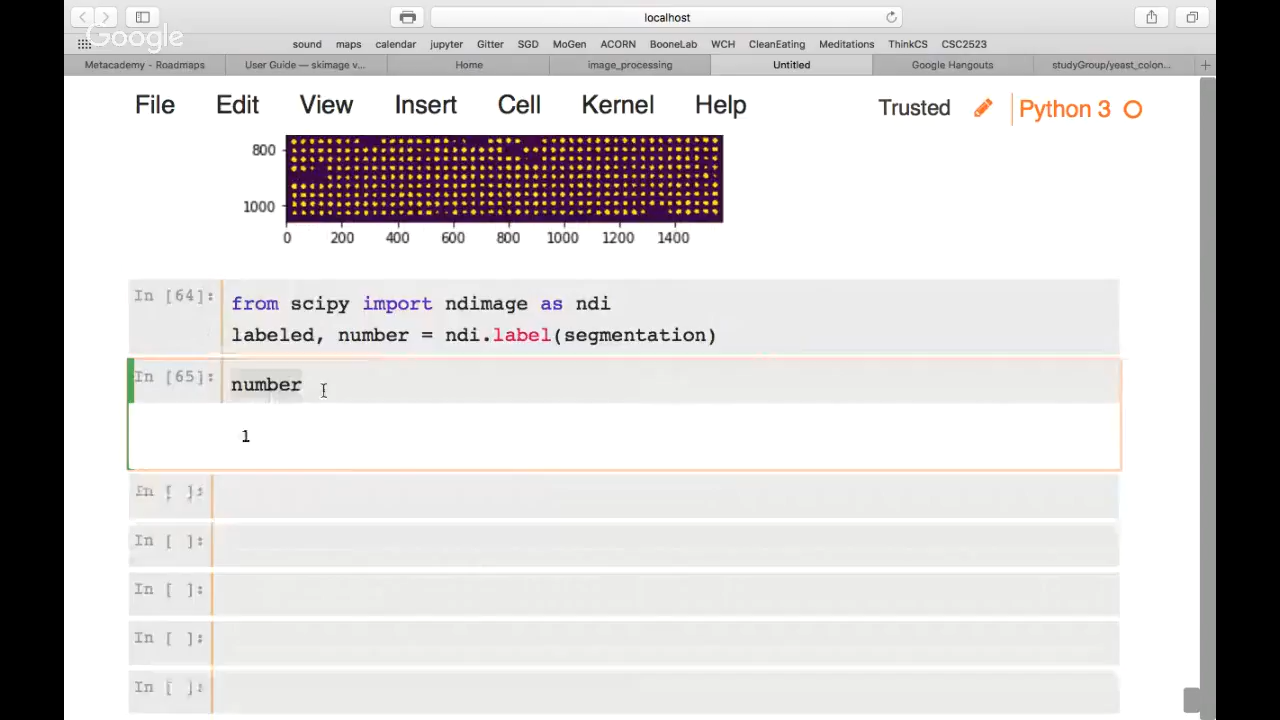 localhost
Google
sound maps calendar jupyter Gitter SGD MoGen ACORN BooneLab WCH CleanEating Meditations ThinkCS CSC2523
Metacademy - Roadmaps User Guide — skimage v... Home image_processing Untitled Google Hangouts studyGroup/yeast_colon...
File Edit View Insert Cell Kernel Help Trusted Python 3
800
1000
0 200 400 600 800 1000 1200 1400
In [64]: from scipy import ndimage as ndi
labeled, number = ndi.label(segmentation)
In [65]: number
1
In [ ]:
In [ ]:
In [ ]:
In [ ]:
In [ ]: